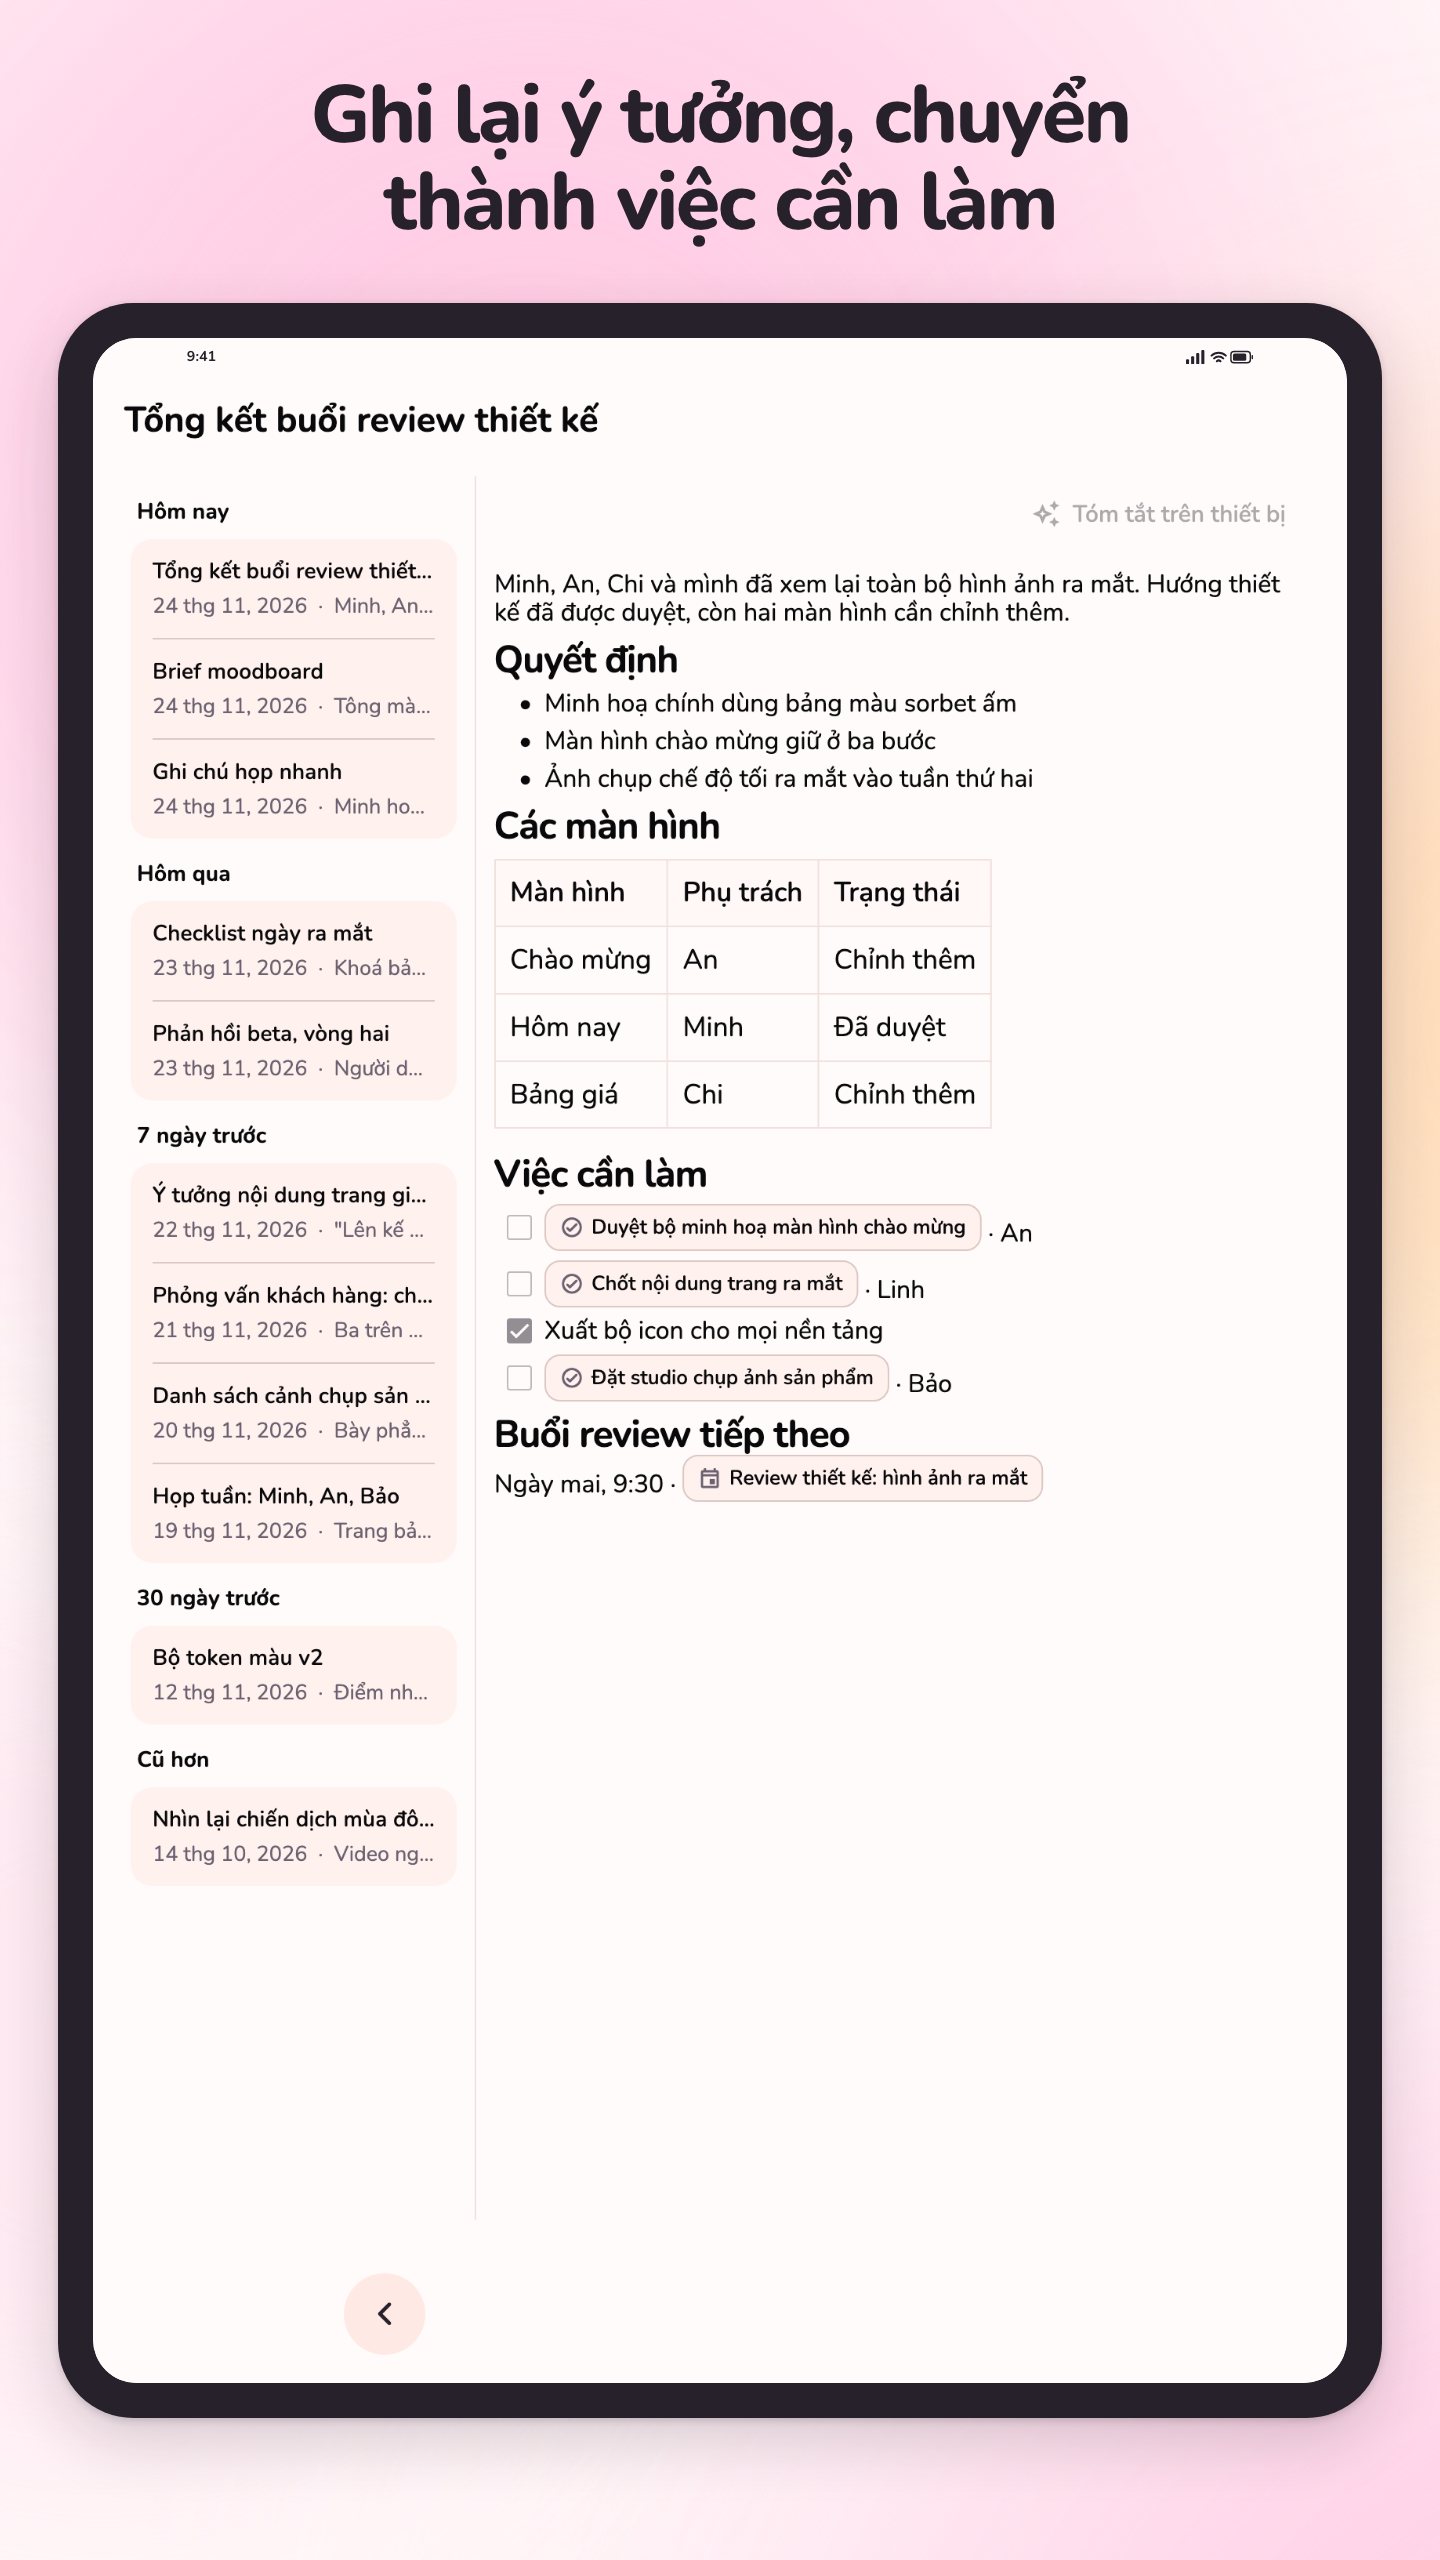 Ghi lại ý tưởng, chuyển
thành việc cần làm
9:41
Tổng kết buổi review thiết kế
Hôm nay
Tổng kết buổi review thiết...
24 thg 11, 2026 · Minh, An...
Brief moodboard
24 thg 11, 2026 · Tông mà...
Ghi chú họp nhanh
24 thg 11, 2026 · Minh ho...
Hôm qua
Checklist ngày ra mắt
23 thg 11, 2026 · Khoá bả...
Phản hồi beta, vòng hai
23 thg 11, 2026 · Người d...
7 ngày trước
Ý tưởng nội dung trang gi...
22 thg 11, 2026 · "Lên kế ...
Phỏng vấn khách hàng: ch...
21 thg 11, 2026 · Ba trên ...
Danh sách cảnh chụp sản ...
20 thg 11, 2026 · Bày phẳ...
Họp tuần: Minh, An, Bảo
19 thg 11, 2026 · Trang bả...
30 ngày trước
Bộ token màu v2
12 thg 11, 2026 · Điểm nh...
Cũ hơn
Nhìn lại chiến dịch mùa đô...
14 thg 10, 2026 · Video ng...
Tóm tắt trên thiết bị
Minh, An, Chi và mình đã xem lại toàn bộ hình ảnh ra mắt. Hướng thiết
kế đã được duyệt, còn hai màn hình cần chỉnh thêm.
Quyết định
• Minh hoạ chính dùng bảng màu sorbet ấm
• Màn hình chào mừng giữ ở ba bước
• Ảnh chụp chế độ tối ra mắt vào tuần thứ hai
Các màn hình
Màn hình Phụ trách Trạng thái
Chào mừng An Chỉnh thêm
Hôm nay Minh Đã duyệt
Bảng giá Chi Chỉnh thêm
Việc cần làm
Duyệt bộ minh hoạ màn hình chào mừng · An
Chốt nội dung trang ra mắt · Linh
Xuất bộ icon cho mọi nền tảng
Đặt studio chụp ảnh sản phẩm · Bảo
Buổi review tiếp theo
Ngày mai, 9:30 · Review thiết kế: hình ảnh ra mắt